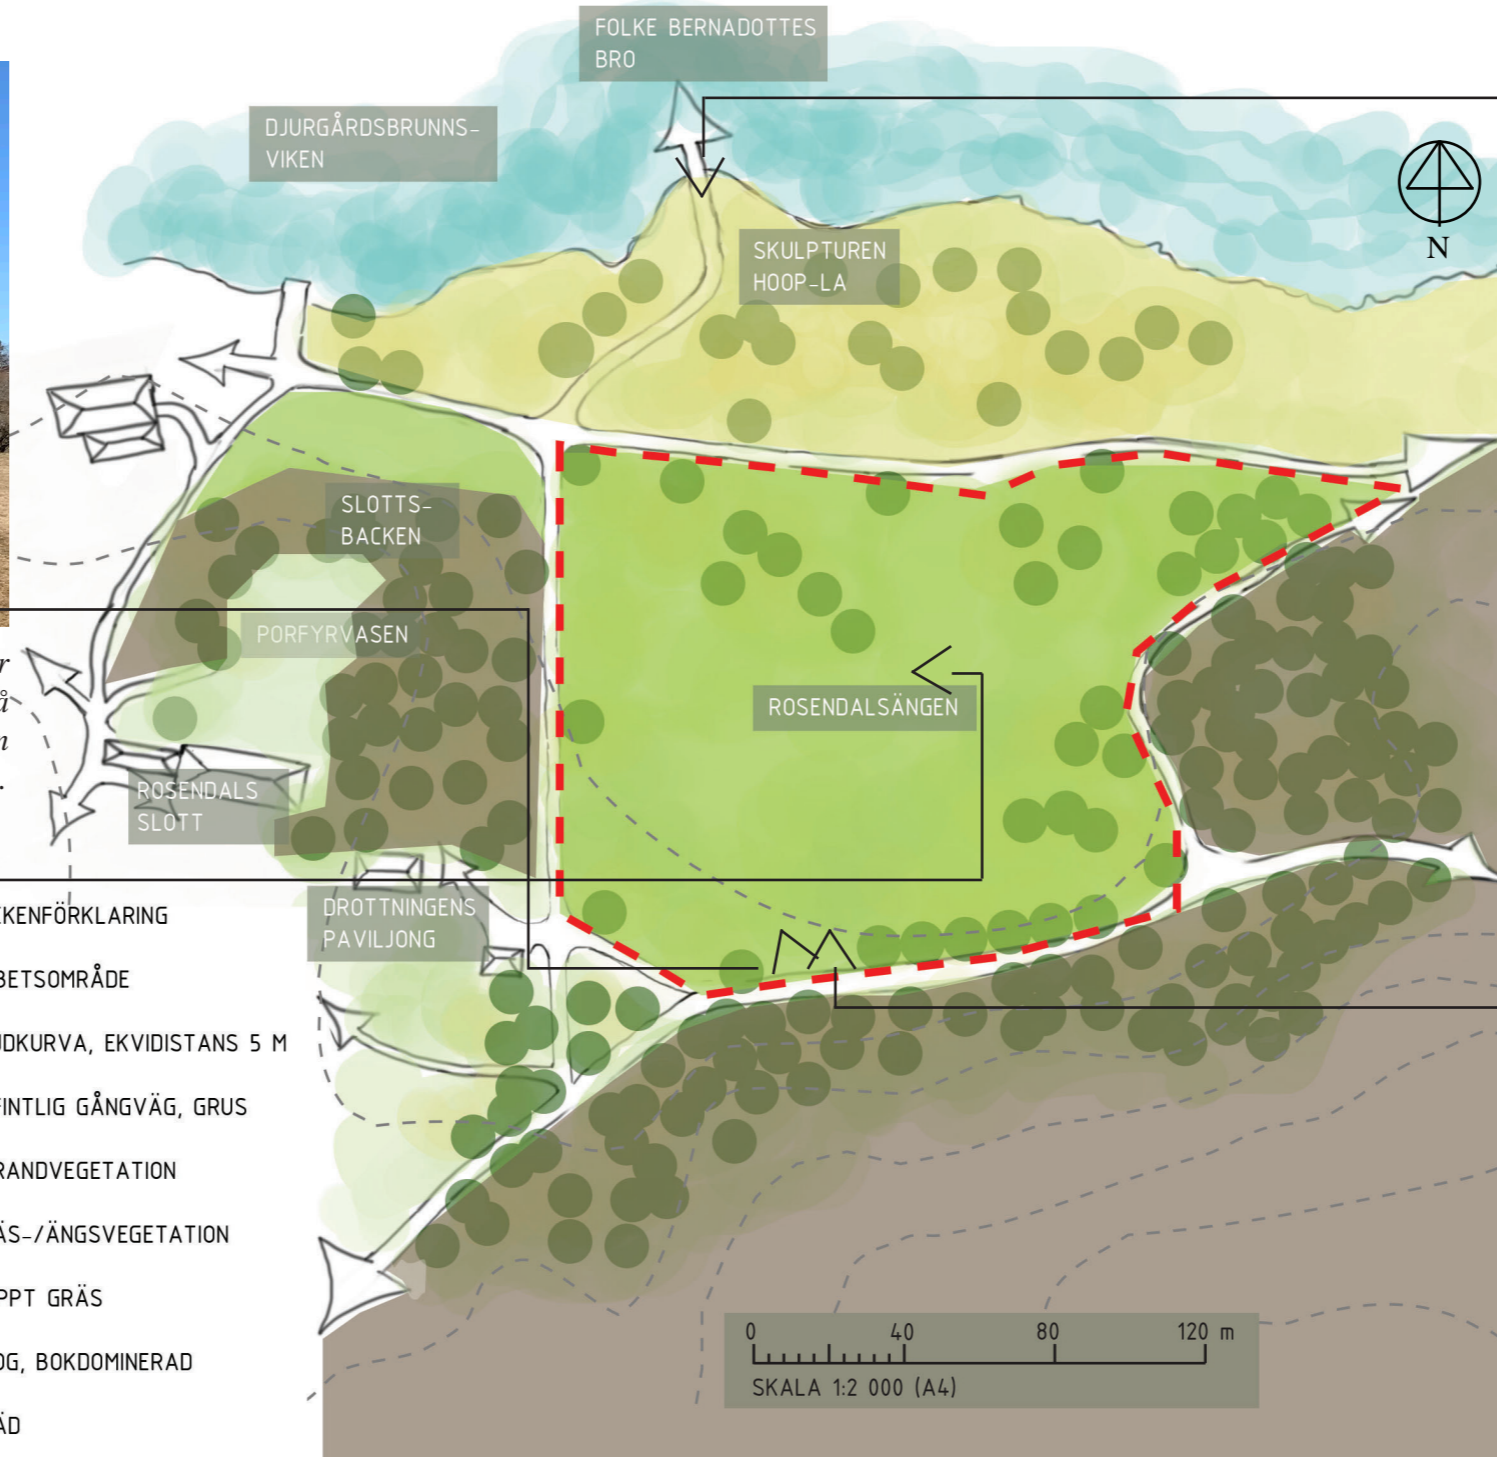 FOLKE BERNADOTTES
BRO
DJURGÅRDSBRUNNS-
VIKEN
N
SKULPTUREN
HOOP-LA
SLOTTS-
BACKEN
PORFYRVASEN
ROSENDALSÄNGEN
ROSENDALS
SLOTT
DROTTNINGENS
PAVILJONG
r
å
n
.
KENFÖRKLARING
BETSOMRÅDE
JDKURVA, EKVIDISTANS 5 M
FINTLIG GÅNGVÄG, GRUS
RANDVEGETATION
ÄS-/ÄNGSVEGETATION
PPT GRÄS
OG, BOKDOMINERAD
ÄD
0 40 80 120 m
SKALA 1:2 000 (A4)